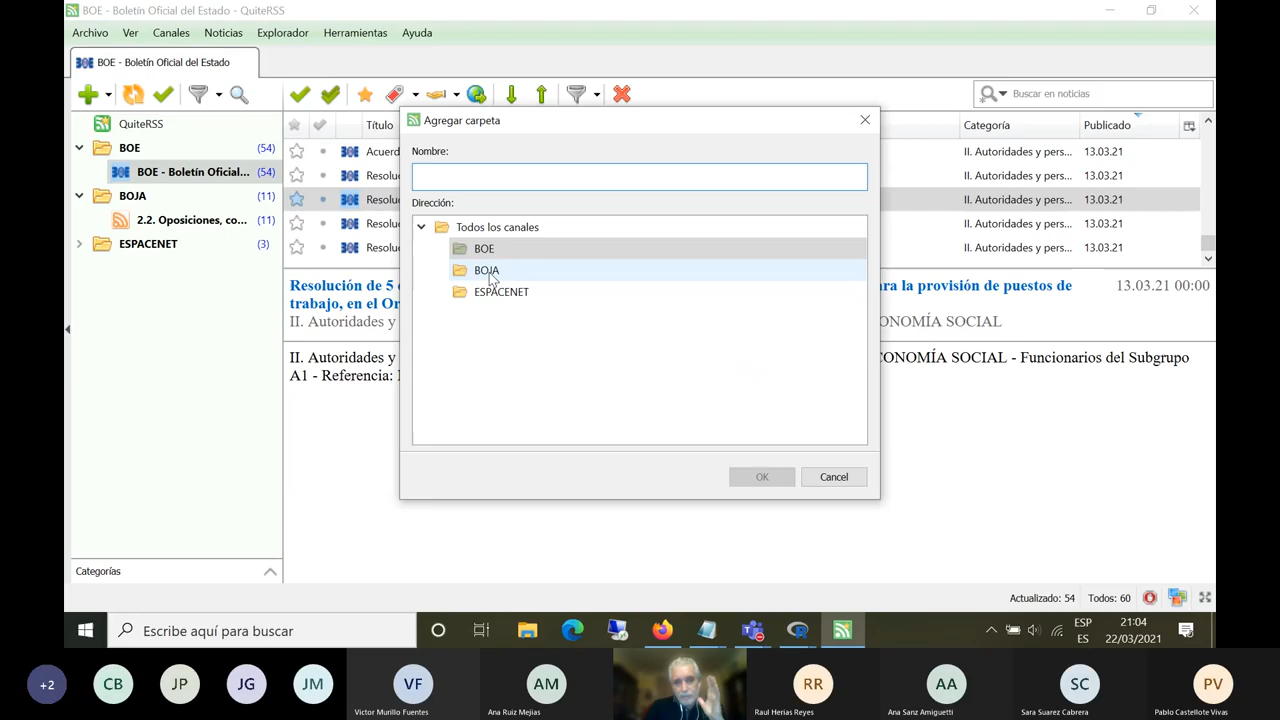 BOE - Boletín Oficial del Estado - QuiteRSS
Archivo Ver Canales Noticias Explorador Herramientas Ayuda
BOE - Boletín Oficial del Estado
Buscar en noticias
QuiteRSS
BOE (54)
BOE - Boletín Oficial... (54)
BOJA (11)
2.2. Oposiciones, co... (11)
ESPACENET (3)
Categorías
Título Categoría Publicado
Acuerd II. Autoridades y pers... 13.03.21
Resolu II. Autoridades y pers... 13.03.21
Resolu II. Autoridades y pers... 13.03.21
Resolu II. Autoridades y pers... 13.03.21
Resolu II. Autoridades y pers... 13.03.21
Resolución de 5 ara la provisión de puestos de 13.03.21 00:00
trabajo, en el Or
II. Autoridades y ONOMÍA SOCIAL
II. Autoridades y CONOMÍA SOCIAL - Funcionarios del Subgrupo
A1 - Referencia:
Agregar carpeta
Nombre:
Dirección:
Todos los canales
BOE
BOJA
ESPACENET
OK Cancel
Actualizado: 54 Todos: 60
Escribe aquí para buscar
ESP
ES
21:04
22/03/2021
+2 CB JP JG JM VF AM RR AA SC PV
Victor Murillo Fuentes Ana Ruiz Mejias Raul Herias Reyes Ana Sanz Amiguetti Sara Suarez Cabrera Pablo Castellote Vivas